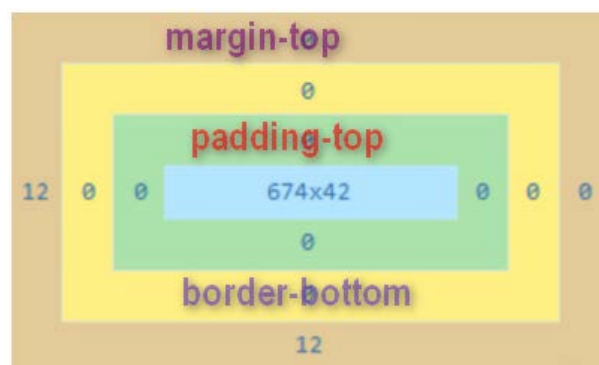 margin-top
0
padding-top
12 0 0 674x42 0 0 0
0
border-bottom
12